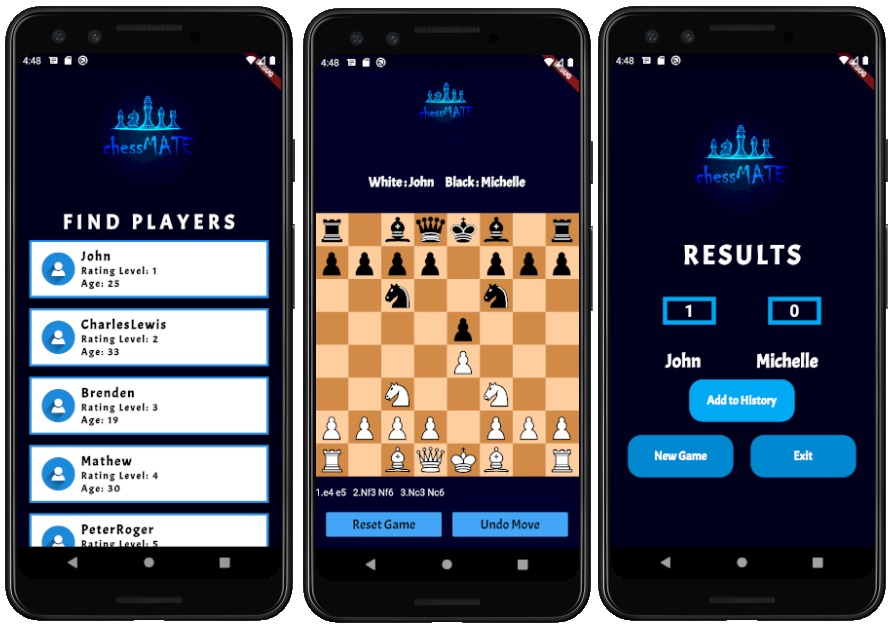 4:48
DEBUG
chessMATE
FIND PLAYERS
John
Rating Level: 1
Age: 25
CharlesLewis
Rating Level: 2
Age: 33
Brenden
Rating Level: 3
Age: 19
Mathew
Rating Level: 4
Age: 30
PeterRoger
Rating Level: 5
4:48
DEBUG
chessMATE
White : John Black : Michelle
1.e4 e5 2.Nf3 Nf6 3.Nc3 Nc6
Reset Game Undo Move
4:48
DEBUG
chessMATE
RESULTS
1 0
John Michelle
Add to History
New Game Exit